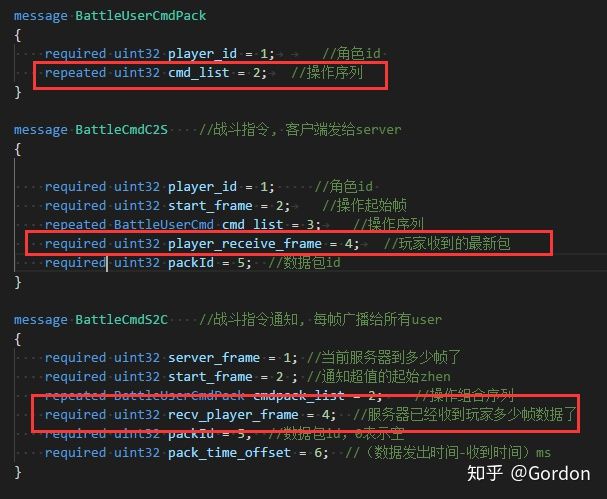 message BattleUserCmdPack
{
required uint32 player_id = 1; //角色id
repeated uint32 cmd_list = 2; //操作序列
}
message BattleCmdC2S //战斗指令, 客户端发给server
{
required uint32 player_id = 1; //角色id
required uint32 start_frame = 2; //操作起始帧
repeated BattleUserCmd cmd_list = 3; //操作序列
required uint32 player_receive_frame = 4; //玩家收到的最新包
required uint32 packId = 5; //数据包id
}
message BattleCmdS2C //战斗指令通知, 每帧广播给所有user
{
required uint32 server_frame = 1; //当前服务器到多少帧了
required uint32 start_frame = 2 ; //通知超值的起始zhen
repeated BattleUserCmdPack cmdpack_list = 2; //操作组合序列
required uint32 recv_player_frame = 4; //服务器已经收到玩家多少帧数据了
required uint32 packId = 5; //数据包id, 0表示空
required uint32 pack_time_offset = 6; //（数据发出时间-收到时间）ms
}
知乎 @Gordon